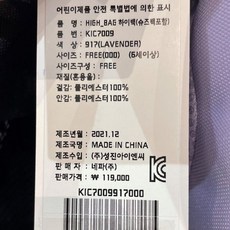 어린이제품 안전 특별법에 의한 표시
품 명 : HIGH_BAG 하이백(슈즈백포함)
품 번 : KIC7009
색 상 : 917(LAVENDER)
사이즈 : FREE(000) (6세이상)
사이즈구성 : FREE
재질(혼용율) :
겉감: 폴리에스터100%
안감: 폴리에스터100%
제조년월 : 2021.12
제조국명 : MADE IN CHINA
제조수입 : (주)성진아이엔씨
판 매 자 : 네파(주)
판매가격 : ₩ 119,000
KC
KIC7009917000